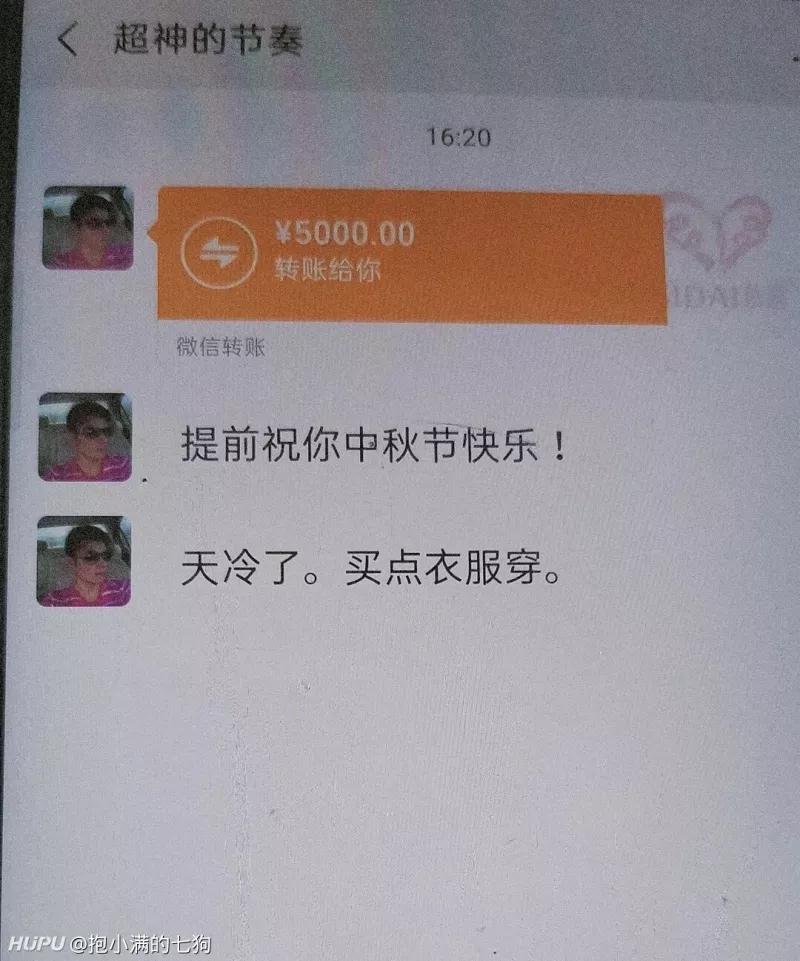 超神的节奏
16:20
¥5000.00
转账给你
微信转账
提前祝你中秋节快乐！
天冷了。买点衣服穿。
HUPU @抱小满的七狗